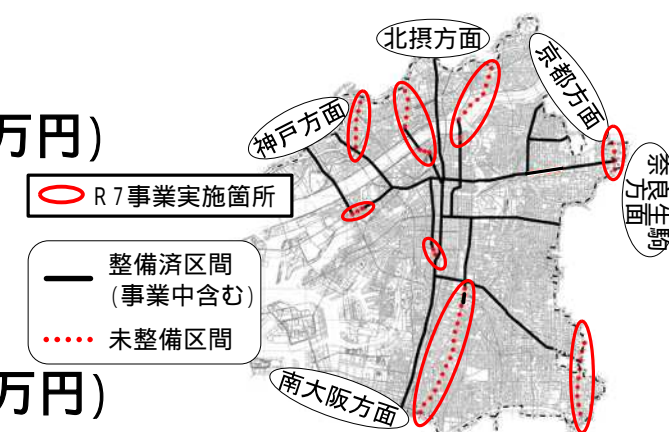 北摂方面
京都方面
神戸方面
万円)
R7事業実施箇所
奈良生駒
方面
整備済区間
(事業中含む)
未整備区間
万円)
南大阪方面